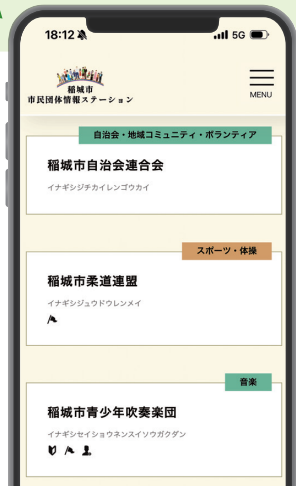 18:12
5G
稲城市
市民団体情報ステーション
MENU
自治会・地域コミュニティ・ボランティア
稲城市自治会連合会
イナギシジチカイレンゴウカイ
スポーツ・体操
稲城市柔道連盟
イナギシジュウドウレンメイ
音楽
稲城市青少年吹奏楽団
イナギシセイショウネンスイソウガクダン